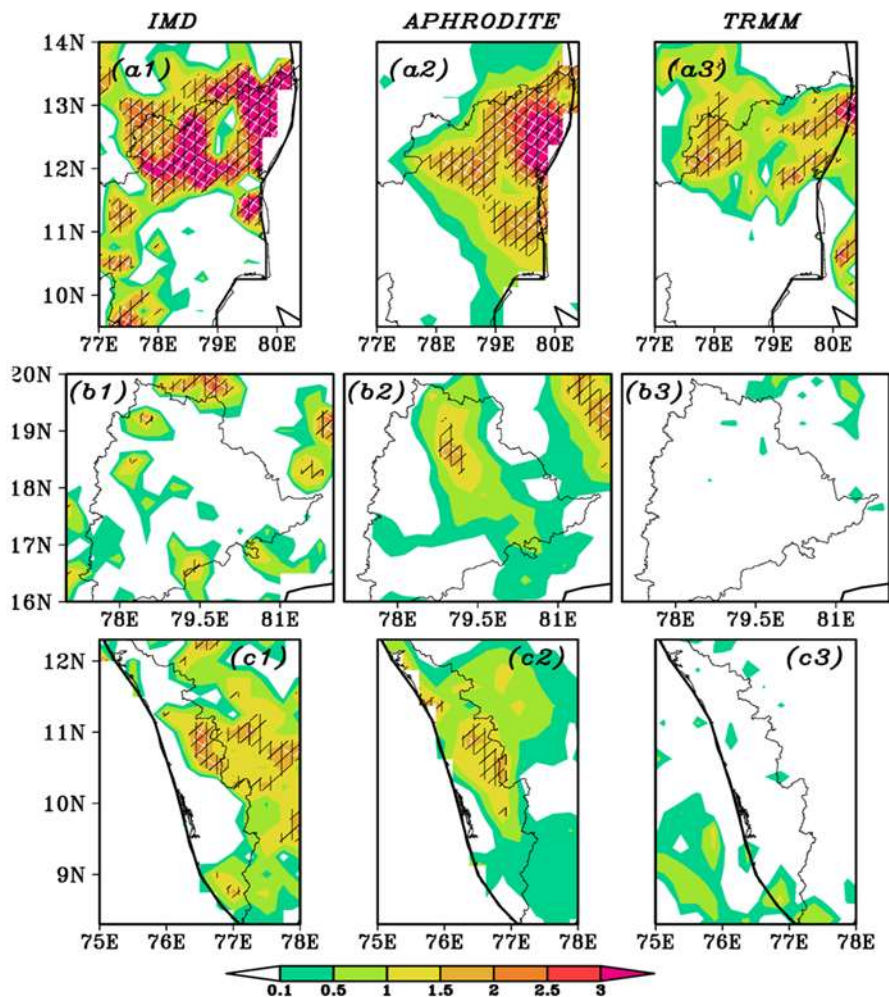 IMD APHRODITE TRMM
14N (a1) (a2) (a3)
13N
12N
11N
10N
77E 78E 79E 80E 77E 78E 79E 80E 77E 78E 79E 80E
20N (b1) (b2) (b3)
19N
18N
17N
16N
78E 79.5E 81E 78E 79.5E 81E 78E 79.5E 81E
12N (c1) (c2) (c3)
11N
10N
9N
75E 76E 77E 78E 75E 76E 77E 78E 75E 76E 77E 78E
0.1 0.5 1 1.5 2 2.5 3